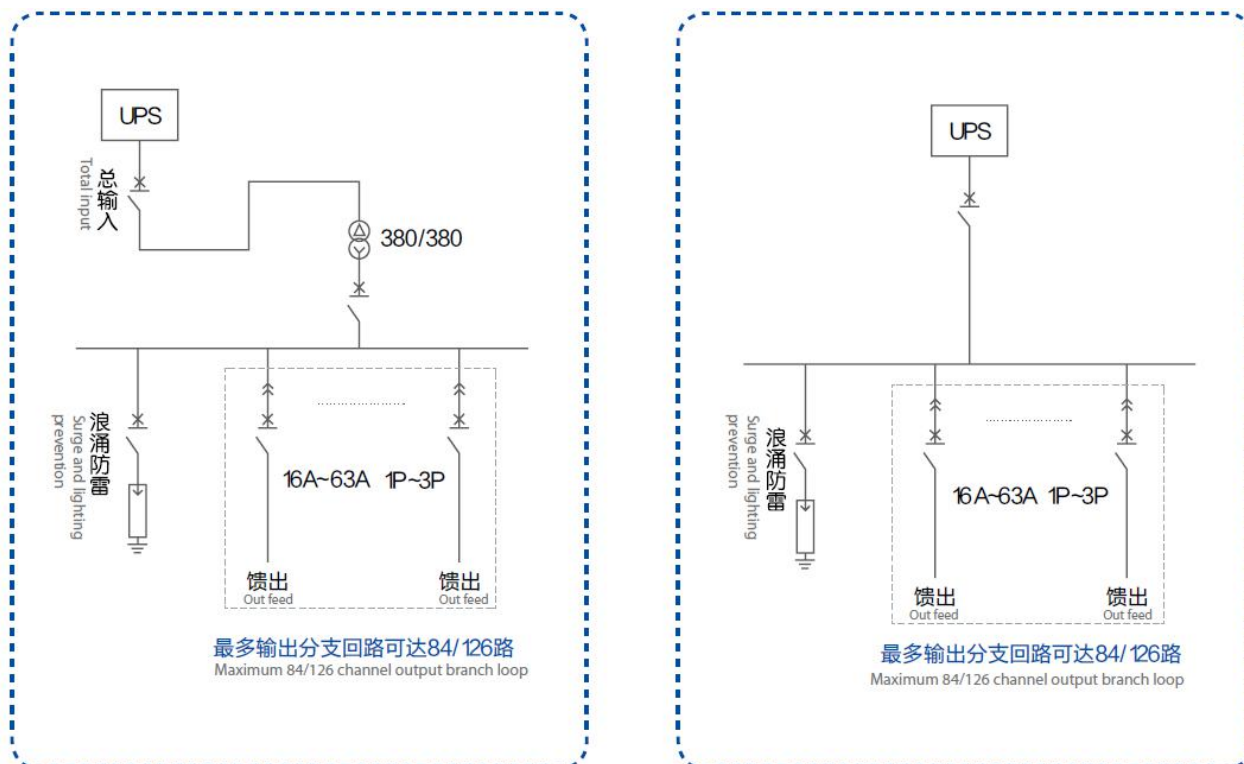 UPS
总输入
Total input
380/380
浪涌防雷
Surge and lighting
prevention
16A~63A 1P~3P
馈出
Out feed
馈出
Out feed
最多输出分支回路可达84/126路
Maximum 84/126 channel output branch loop
UPS
浪涌防雷
Surge and lighting
prevention
16A~63A 1P~3P
馈出
Out feed
馈出
Out feed
最多输出分支回路可达84/126路
Maximum 84/126 channel output branch loop